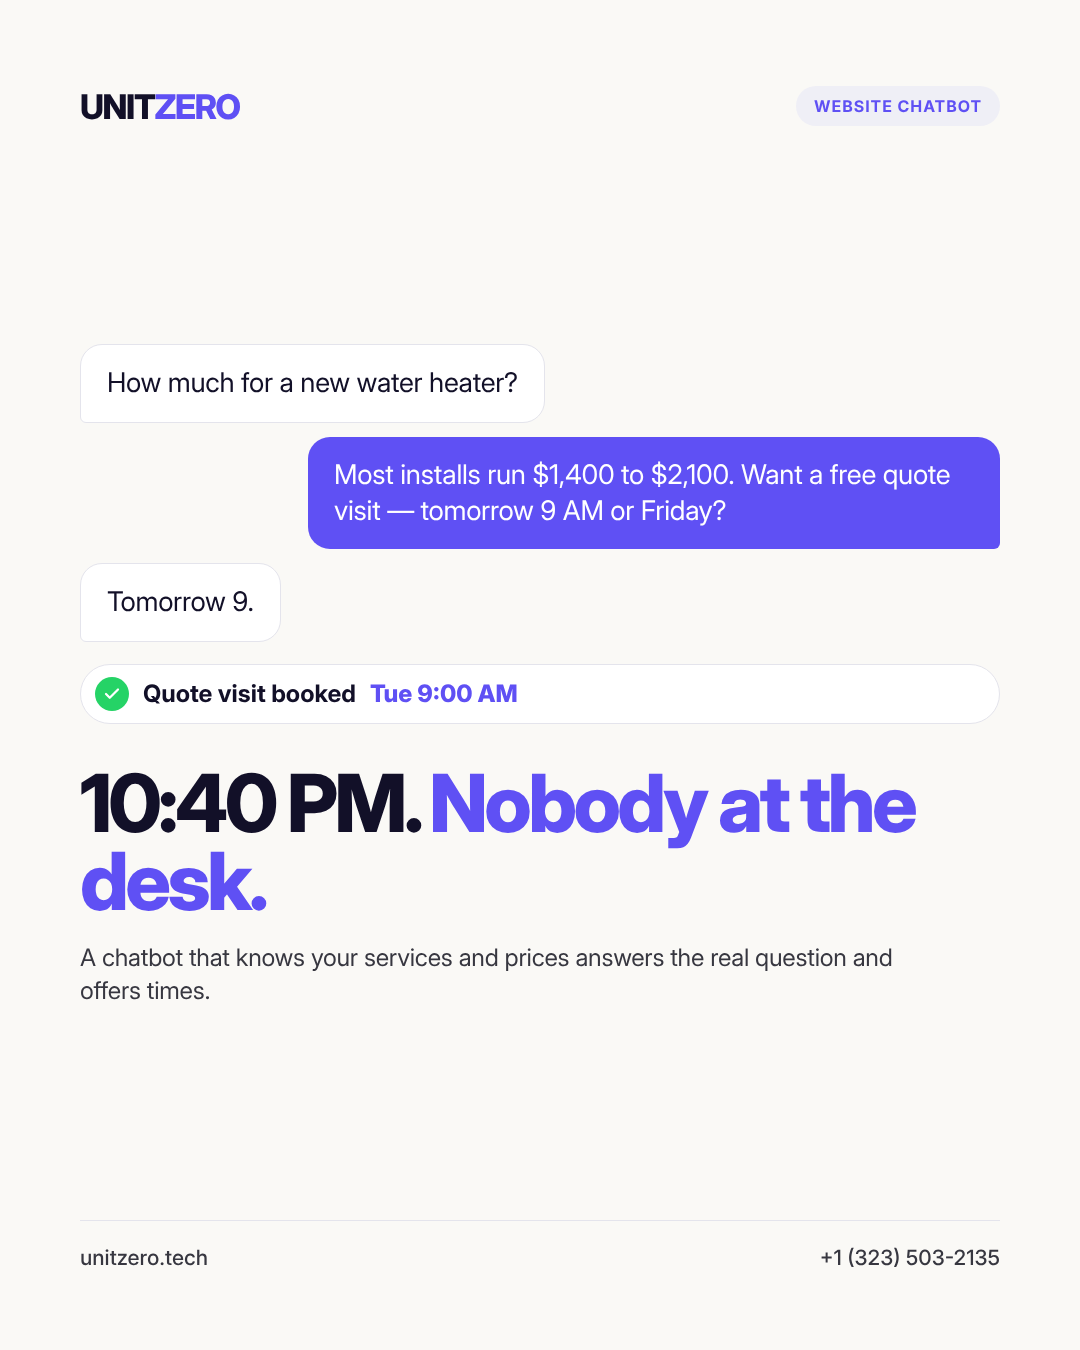 UNITZERO
WEBSITE CHATBOT
How much for a new water heater?
Most installs run $1,400 to $2,100. Want a free quote
visit — tomorrow 9 AM or Friday?
Tomorrow 9.
Quote visit booked Tue 9:00 AM
10:40 PM. Nobody at the
desk.
A chatbot that knows your services and prices answers the real question and
offers times.
unitzero.tech
+1 (323) 503-2135